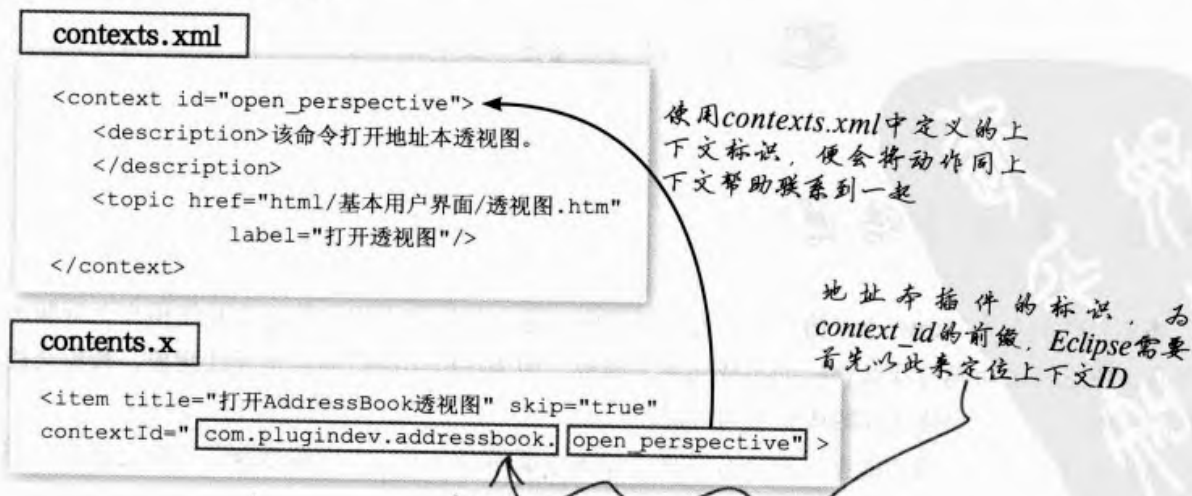 contexts.xml
<context id="open_perspective">
<description>该命令打开地址本透视图。
</description>
<topic href="html/基本用户界面/透视图.htm"
label="打开透视图"/>
</context>
使用contexts.xml中定义的上
下文标识，便会将动作同上
下文帮助联系到一起
地址本插件的标识，为
context_id的前缀，Eclipse需要
首先以此来定位上下文ID
contents.x
<item title="打开AddressBook透视图" skip="true"
contextId="com.plugindev.addressbook.open_perspective">